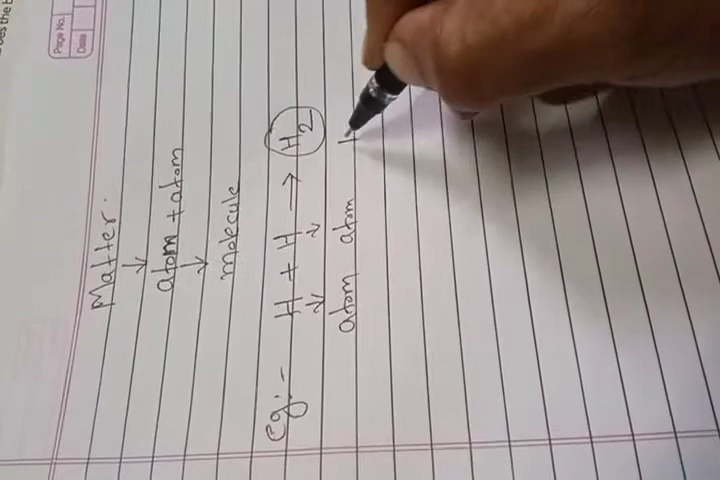 Page No.
Date
Matter.
↓
atom + atom
↓
molecule
eg:- H + H → H2
↓ ↓
atom atom